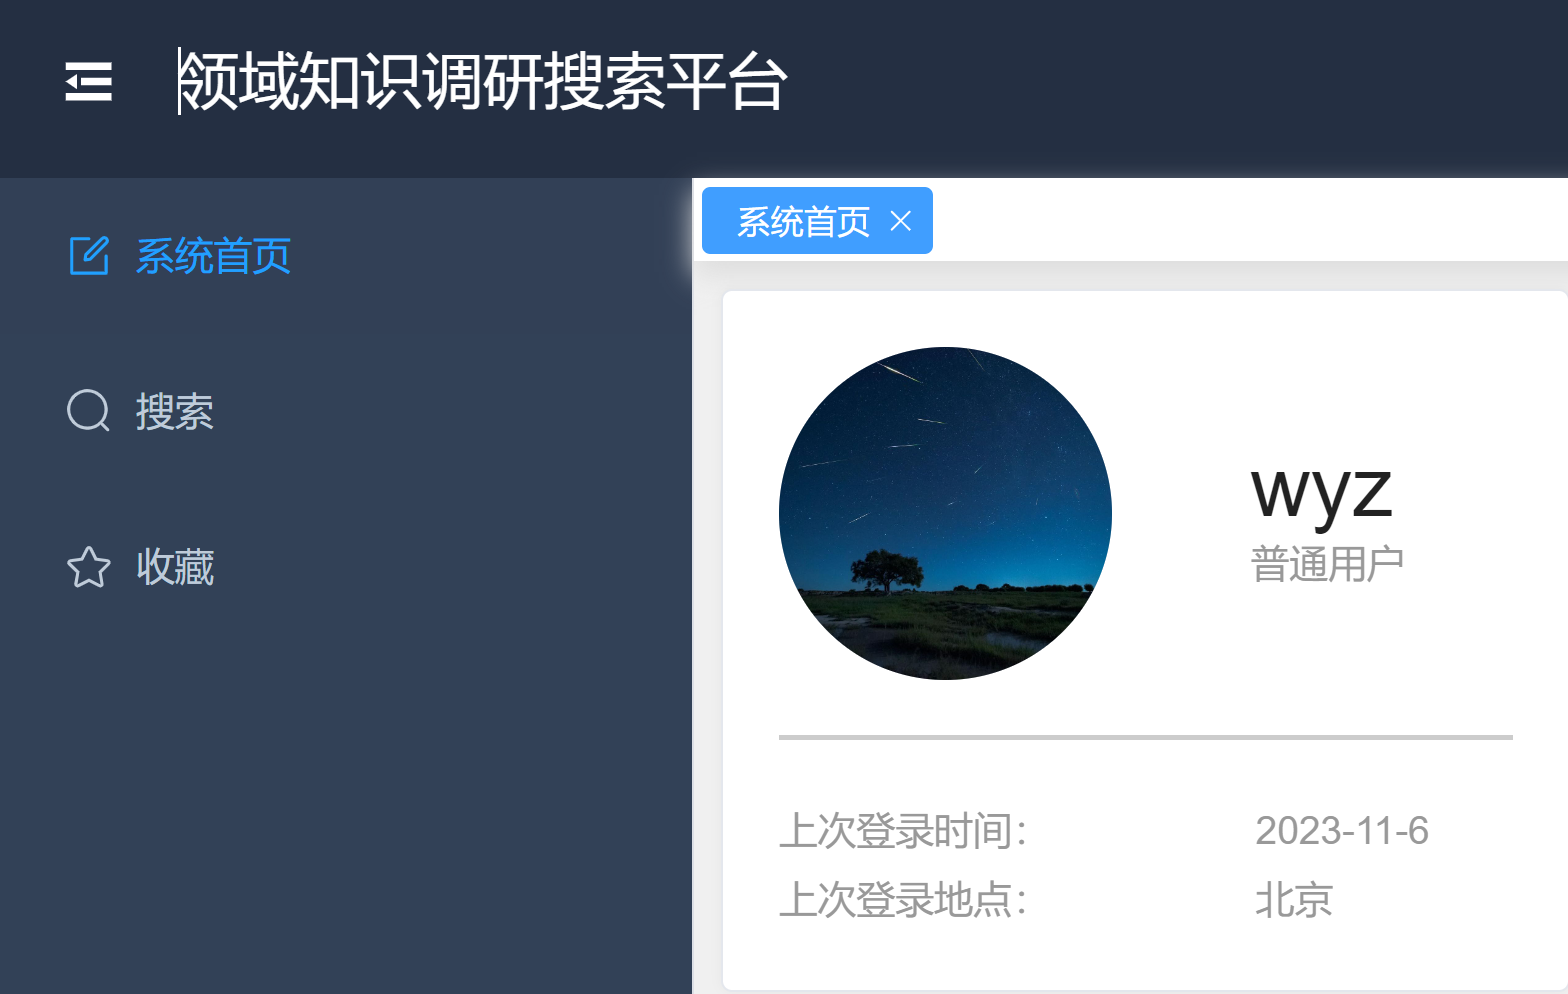 领域知识调研搜索平台
系统首页
搜索
收藏
系统首页
wyz
普通用户
上次登录时间： 2023-11-6
上次登录地点： 北京